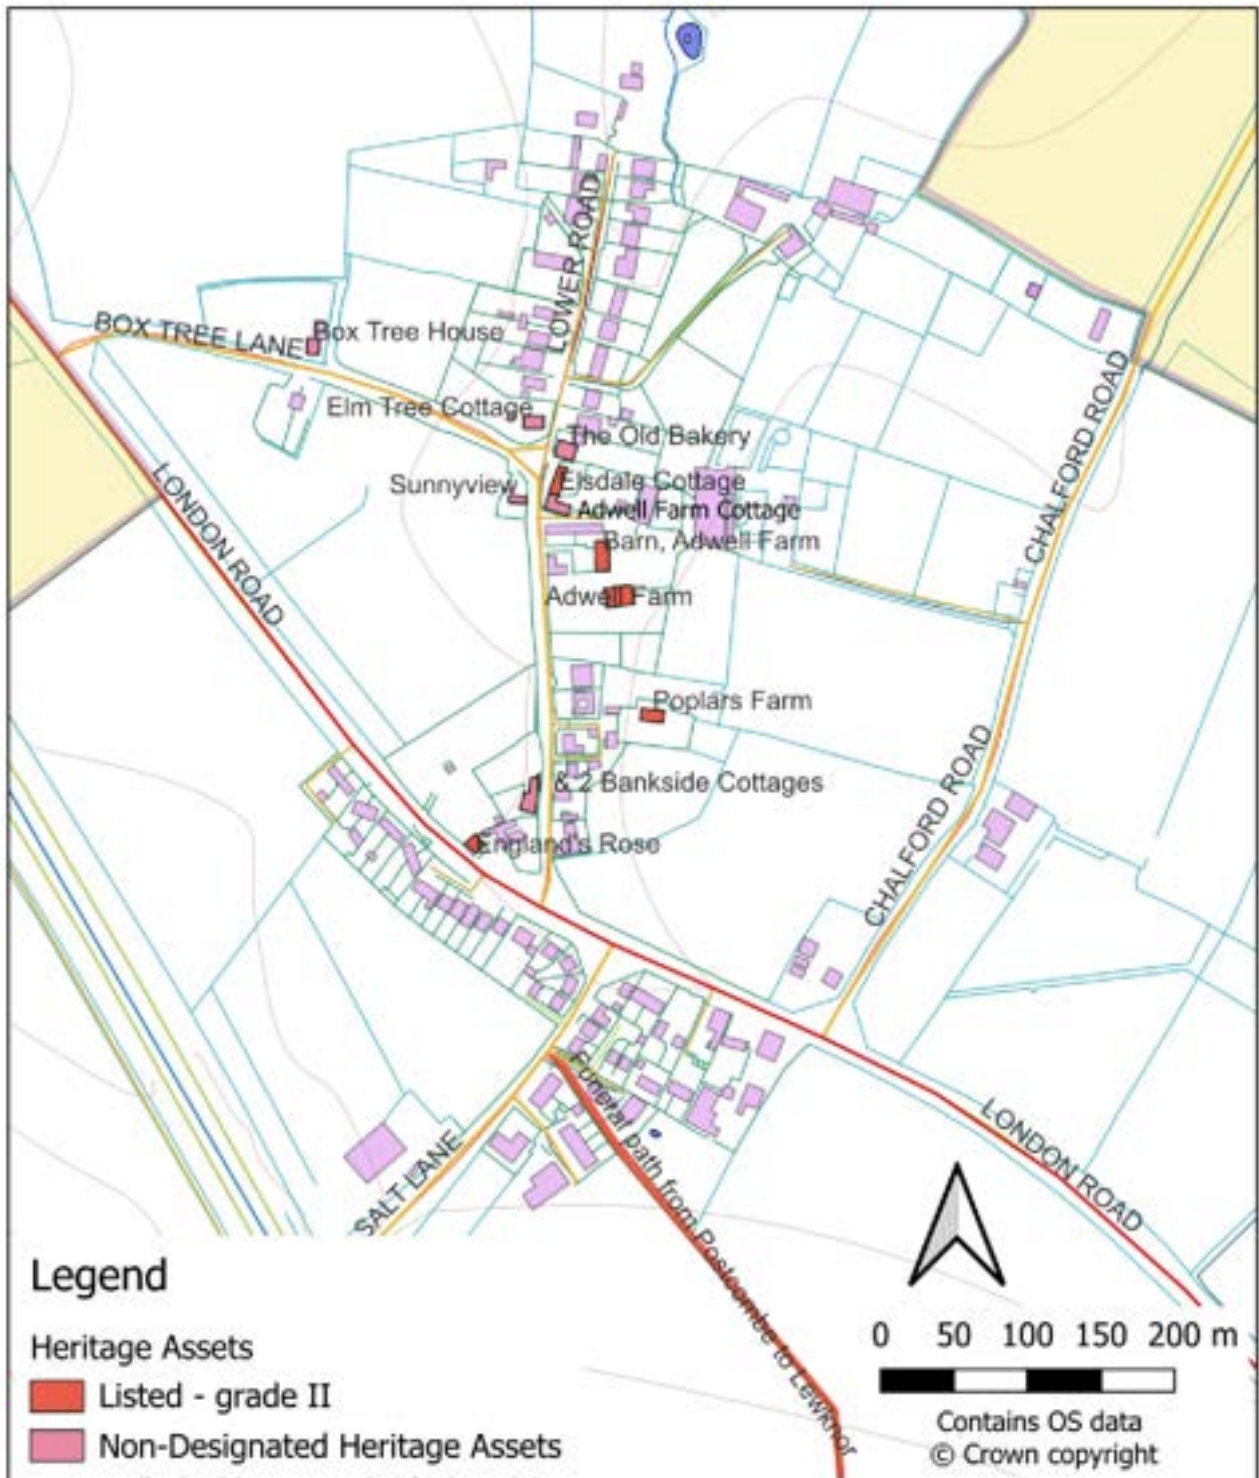 LOWER ROAD
BOX TREE LANE
Box Tree House
Elm Tree Cottage
The Old Bakery
Sunnyview
Elsdale Cottage
Adwell Farm Cottage
Barn, Adwell Farm
Adwell Farm
CHALFORD ROAD
LONDON ROAD
Poplars Farm
1 & 2 Bankside Cottages
England's Rose
CHALFORD ROAD
Funeral path from Postcombe to Lewknor
SALT LANE
LONDON ROAD
Legend
Heritage Assets
Listed - grade II
Non-Designated Heritage Assets
0 50 100 150 200 m
Contains OS data
© Crown copyright